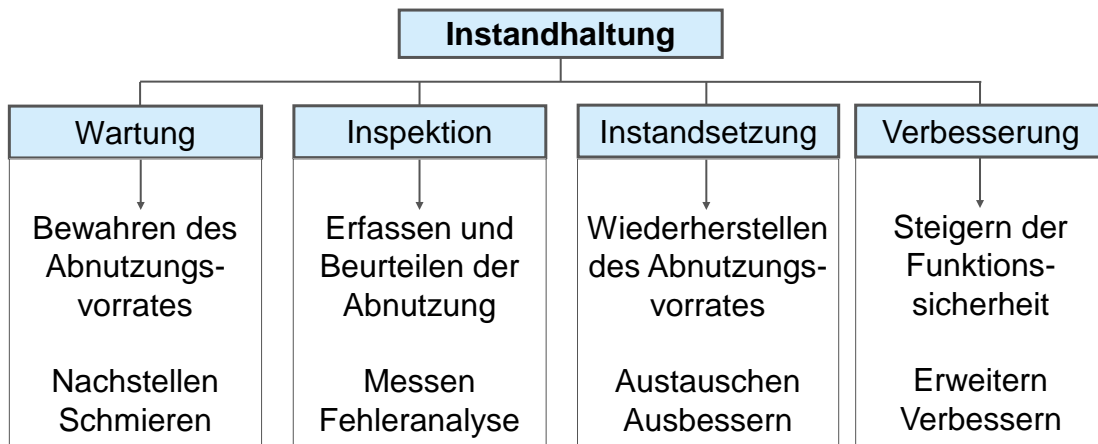 Instandhaltung
Wartung
Inspektion
Instandsetzung
Verbesserung
Bewahren des
Abnutzungs-
vorrates
Nachstellen
Schmieren
Erfassen und
Beurteilen der
Abnutzung
Messen
Fehleranalyse
Wiederherstellen
des Abnutzungs-
vorrates
Austauschen
Ausbessern
Steigern der
Funktions-
sicherheit
Erweitern
Verbessern